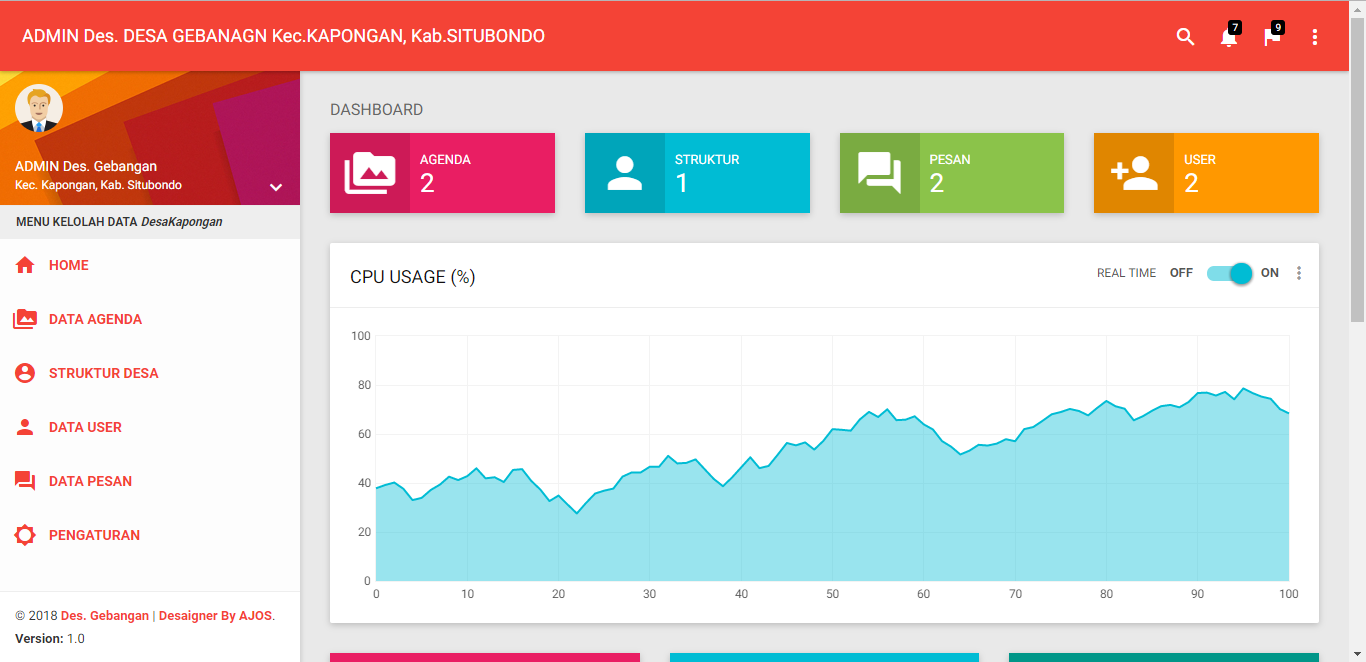 ADMIN Des. DESA GEBANAGN Kec.KAPONGAN, Kab.SITUBONDO
7
9
ADMIN Des. Gebangan
Kec. Kapongan, Kab. Situbondo
MENU KELOLAH DATA DesaKapongan
HOME
DATA AGENDA
STRUKTUR DESA
DATA USER
DATA PESAN
PENGATURAN
© 2018 Des. Gebangan | Desaigner By AJOS.
Version: 1.0
DASHBOARD
AGENDA
2
STRUKTUR
1
PESAN
2
USER
2
CPU USAGE (%)
REAL TIME OFF ON
100
80
60
40
20
0
0 10 20 30 40 50 60 70 80 90 100